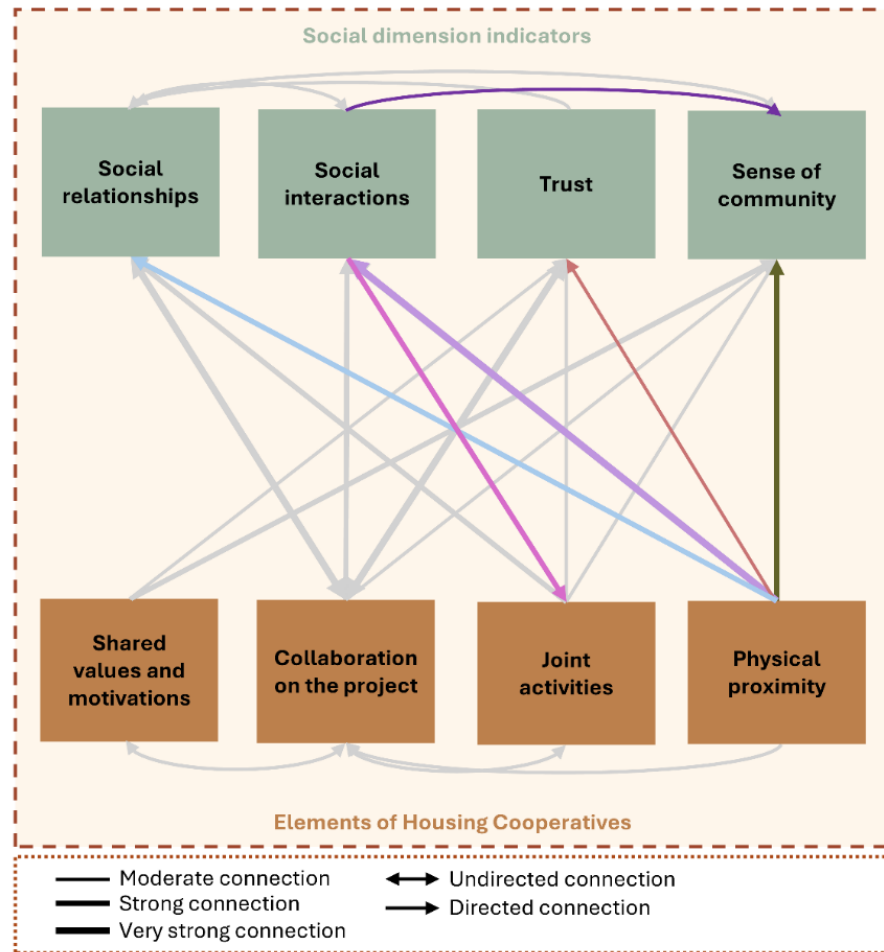 Social dimension indicators
Social
relationships
Social
interactions
Trust
Sense of
community
Shared
values and
motivations
Collaboration
on the project
Joint
activities
Physical
proximity
Elements of Housing Cooperatives
Moderate connection
Strong connection
Very strong connection
Undirected connection
Directed connection